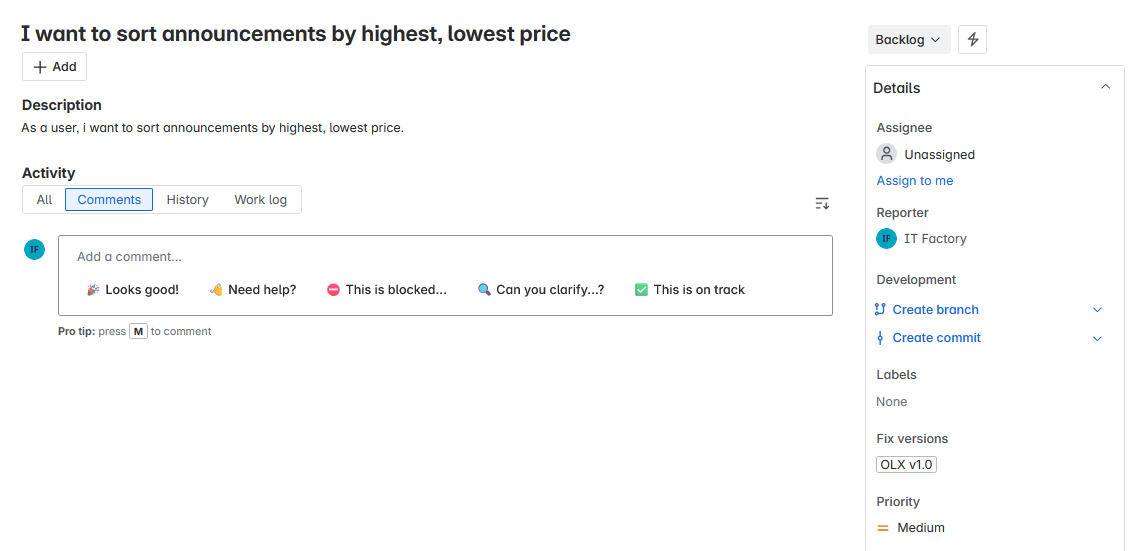 I want to sort announcements by highest, lowest price
Add
Description
As a user, i want to sort announcements by highest, lowest price.
Activity
All Comments History Work log
IF
Add a comment...
Looks good! Need help? This is blocked... Can you clarify...? This is on track
Pro tip: press M to comment
Backlog
Details
Assignee
Unassigned
Assign to me
Reporter
IF IT Factory
Development
Create branch
Create commit
Labels
None
Fix versions
OLX v1.0
Priority
Medium